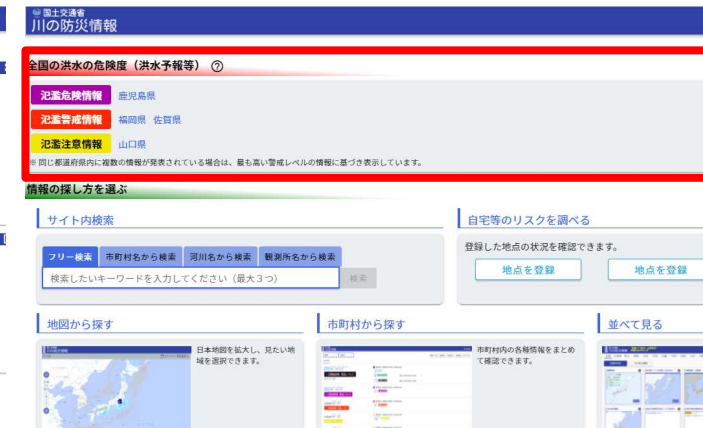 国土交通省
川の防災情報
全国の洪水の危険度（洪水予報等） ?
氾濫危険情報 鹿児島県
氾濫警戒情報 福岡県 佐賀県
氾濫注意情報 山口県
※ 同じ都道府県内に複数の情報が発表されている場合は、最も高い警戒レベルの情報に基づき表示しています。
情報の探し方を選ぶ
サイト内検索
フリー検索 市町村名から検索 河川名から検索 観測所名から検索
検索したいキーワードを入力してください（最大３つ） 検索
自宅等のリスクを調べる
登録した地点の状況を確認できます。
地点を登録 地点を登録
地図から探す
日本地図を拡大し、見たい地
域を選択できます。
市町村から探す
市町村内の各種情報をまとめ
て確認できます。
並べて見る